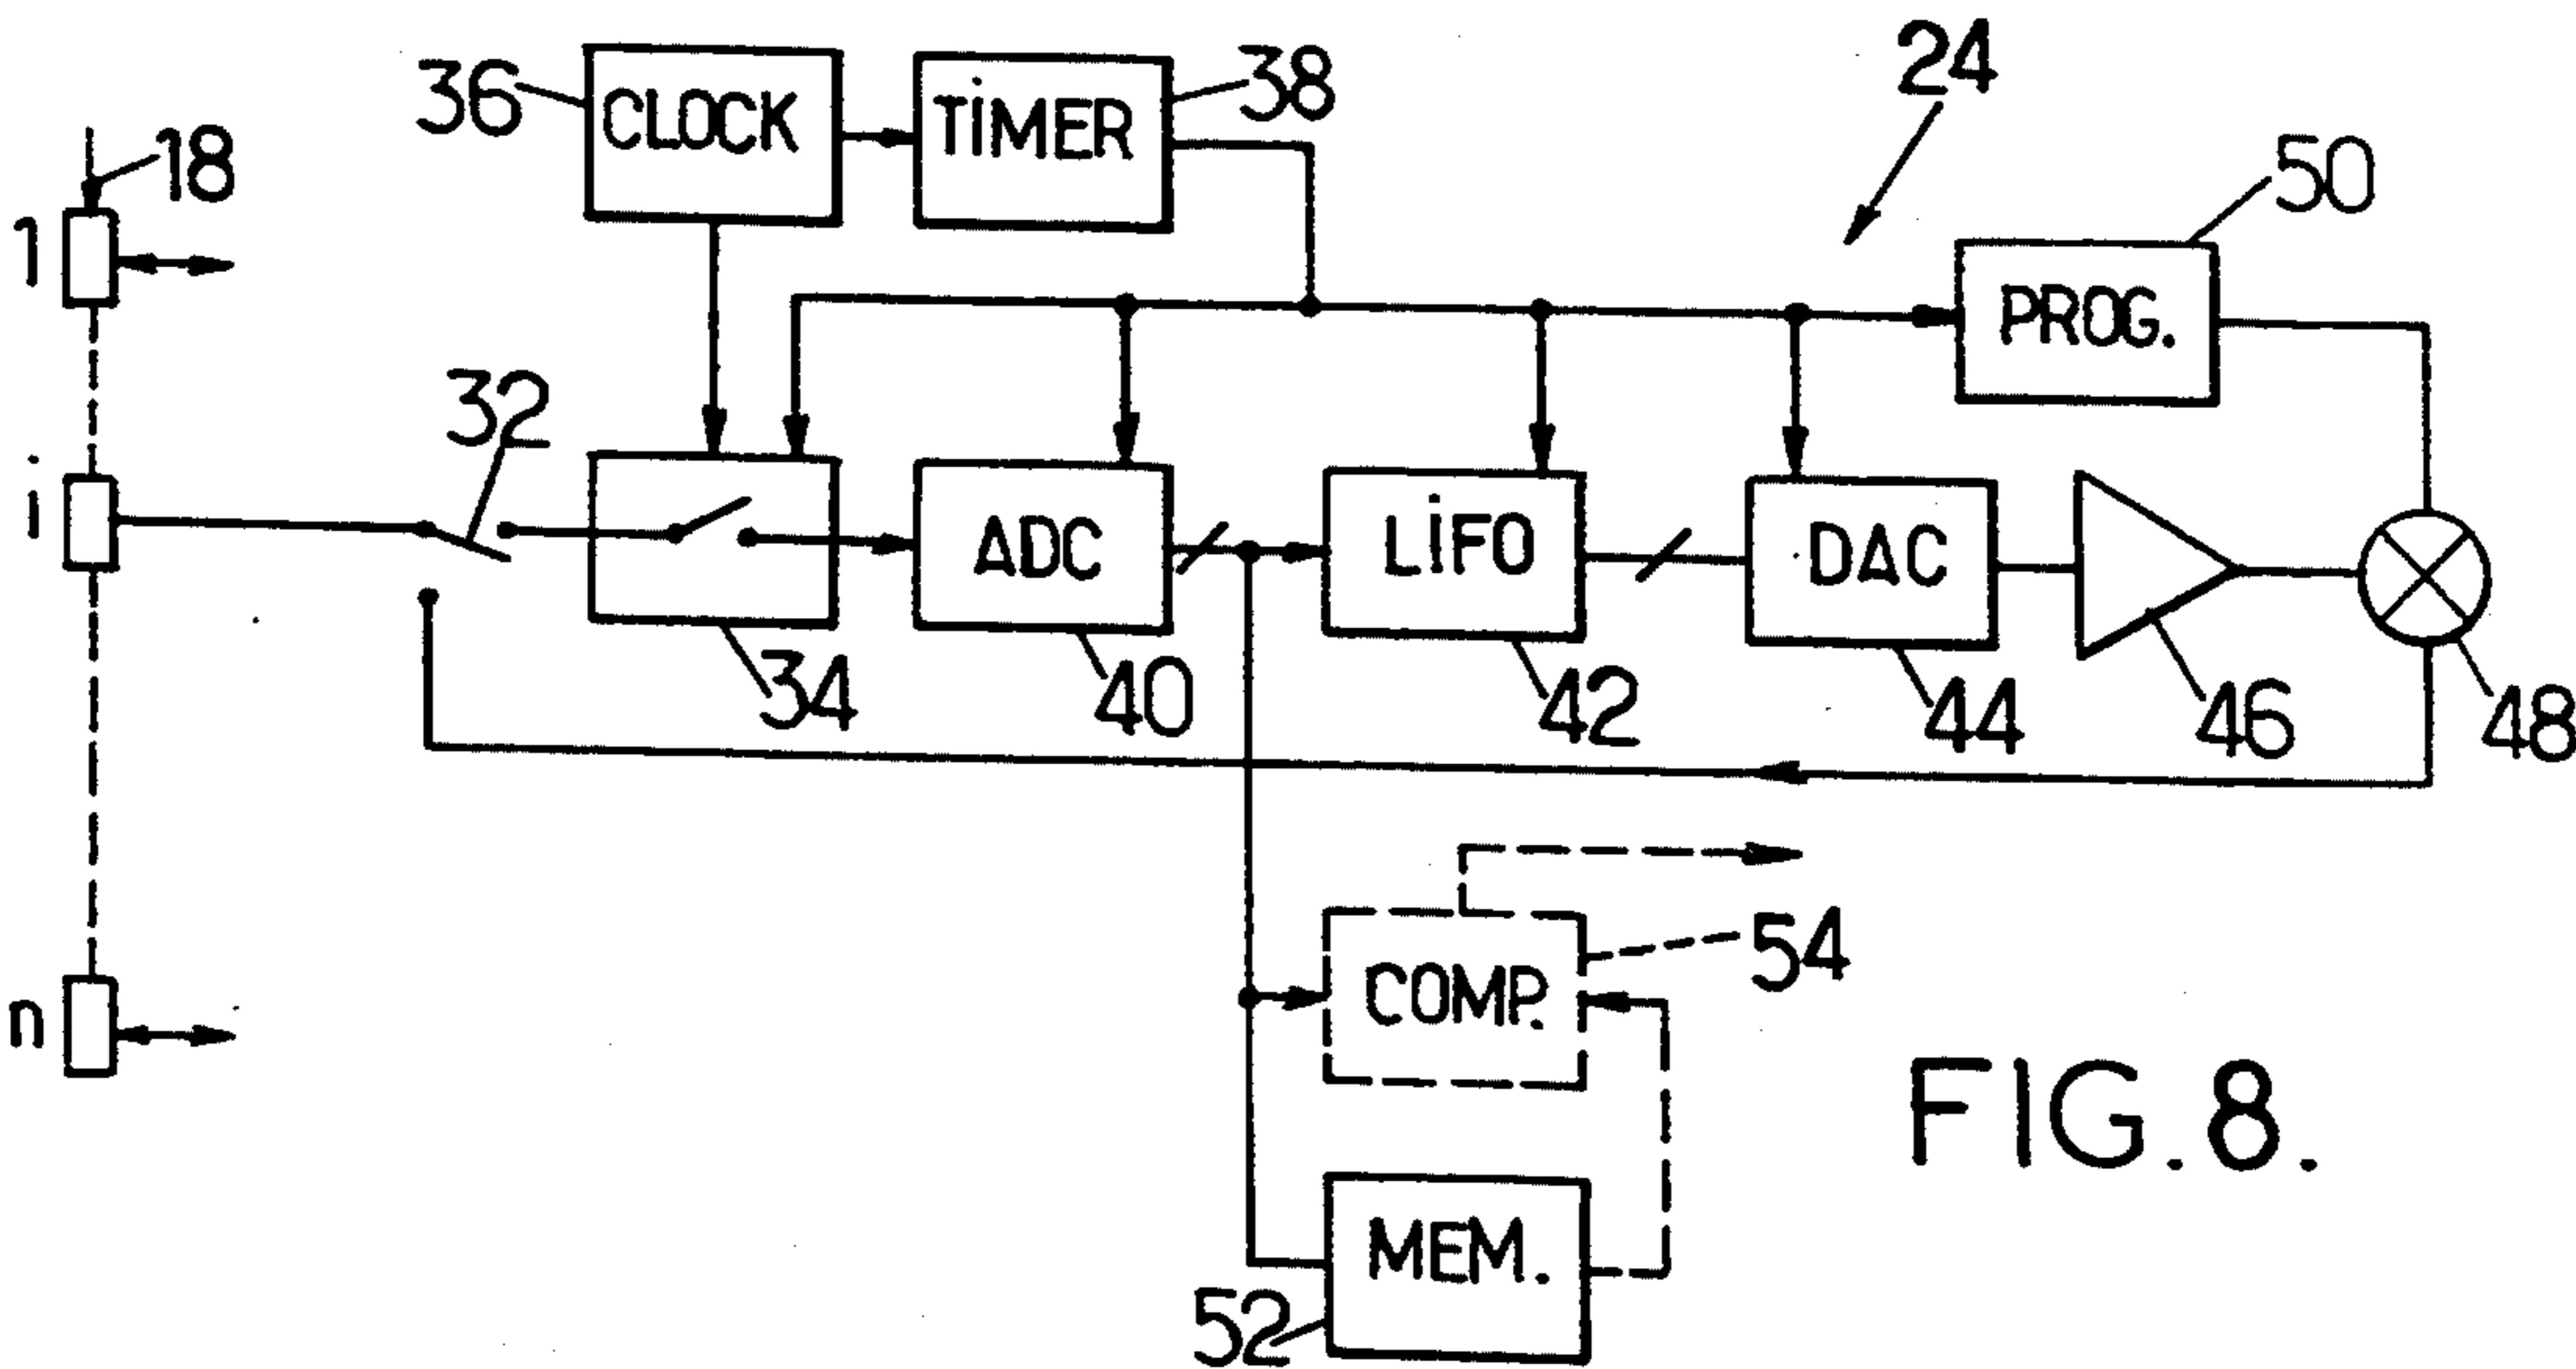 24
36
CLOCK
TiMER
38
18
50
1
PROG.
32
i
ADC
LiFO
DAC
34
40
42
44
46
48
54
COMP.
n
FIG. 8.
MEM.
52